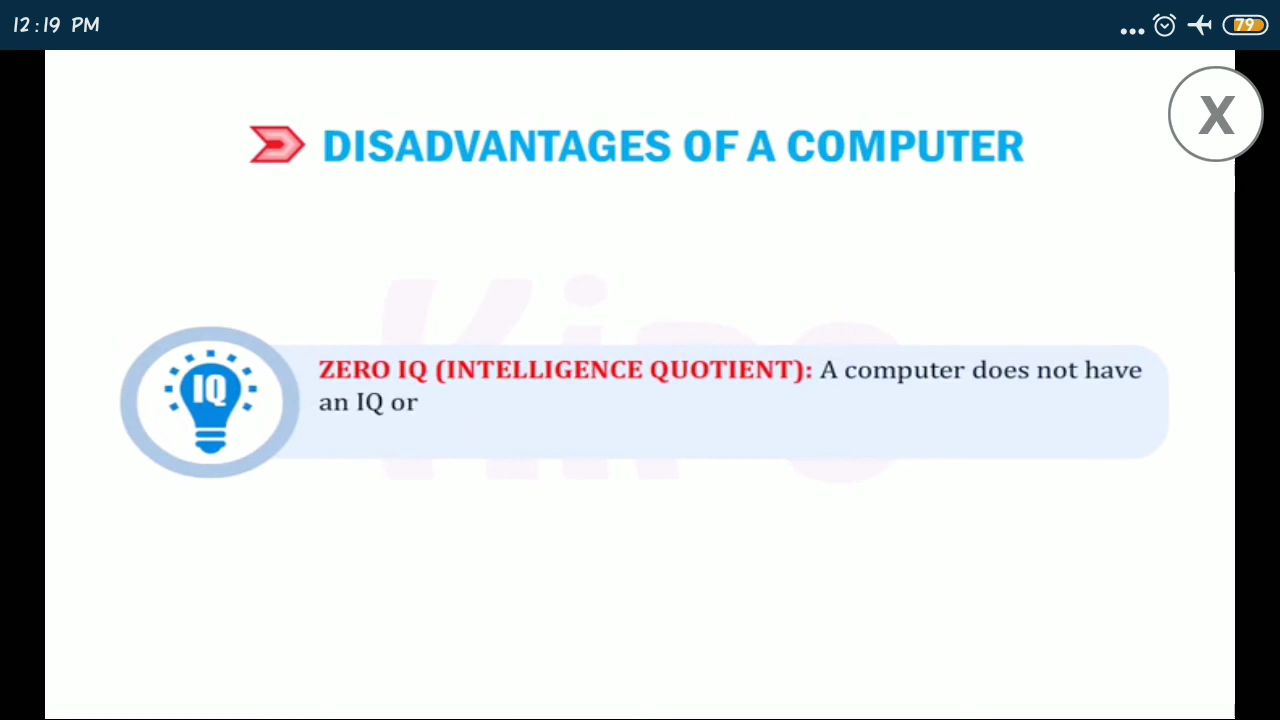 12:19 PM
79
X
DISADVANTAGES OF A COMPUTER
Kips
IQ
ZERO IQ (INTELLIGENCE QUOTIENT): A computer does not have
an IQ or